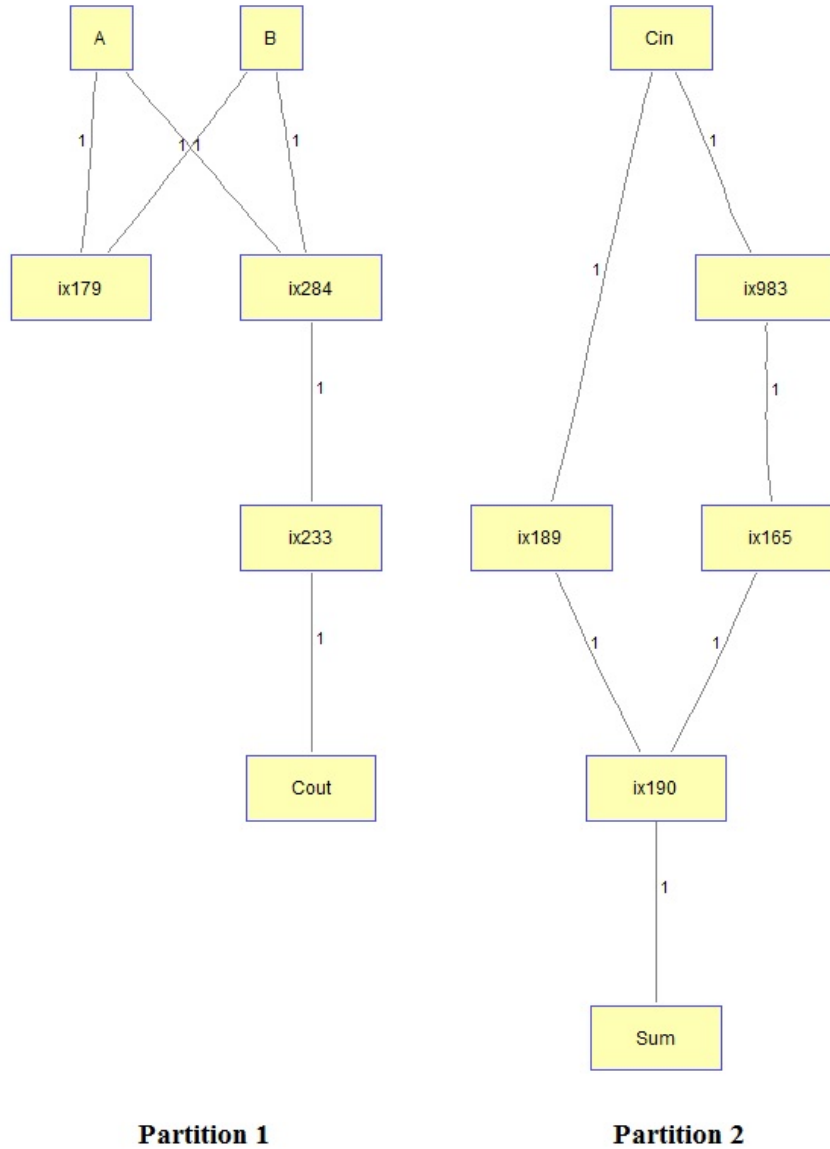 A
B
Cin
1
1 1
1
1
1
ix179
ix284
ix983
1
1
ix233
ix189
ix165
1
1
1
Cout
ix190
1
Sum
Partition 1
Partition 2